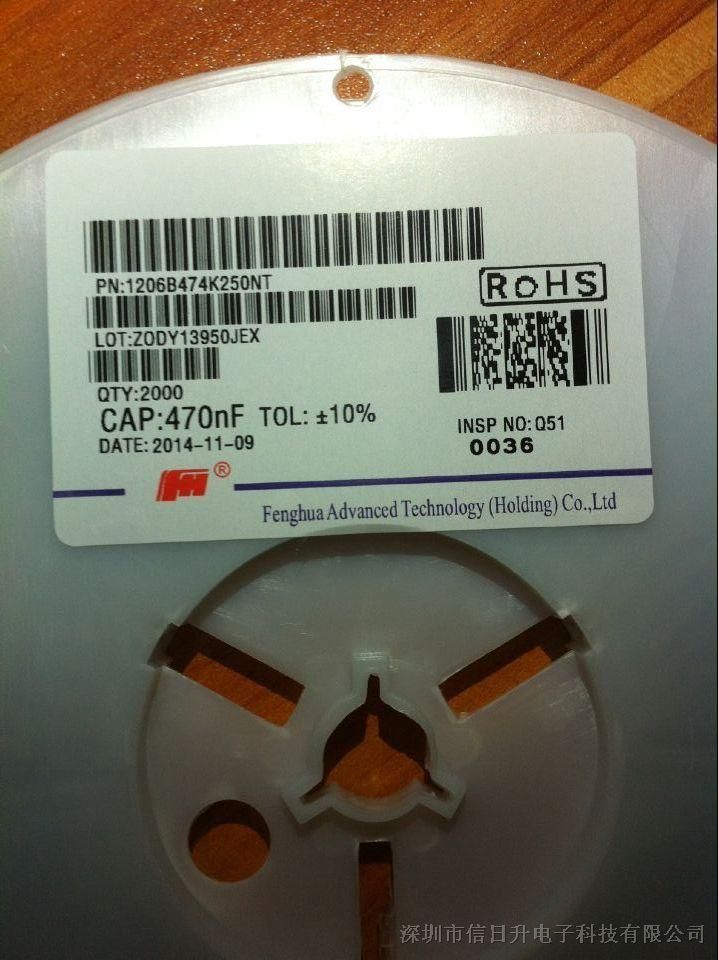 PN:1206B474K250NT
RoHS
LOT:ZODY13950JEX
QTY:2000
CAP:470nF TOL: ±10%
INSP NO: Q51
DATE: 2014-11-09
0036
FH®
Fenghua Advanced Technology (Holding) Co.,Ltd
深圳市信日升电子科技有限公司